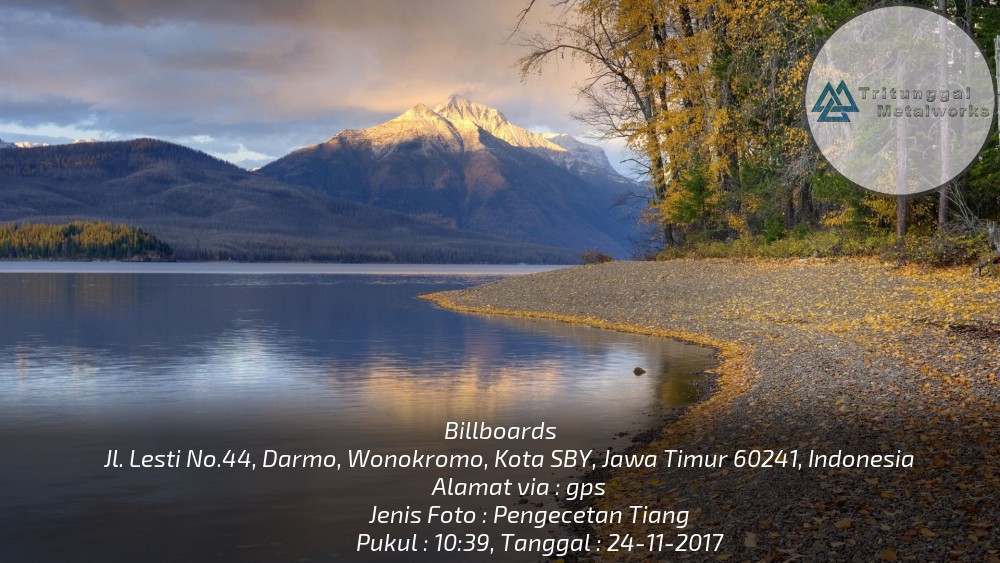 Tritunggal
Metalworks
Billboards
Jl. Lesti No.44, Darmo, Wonokromo, Kota SBY, Jawa Timur 60241, Indonesia
Alamat via : gps
Jenis Foto : Pengecetan Tiang
Pukul : 10:39, Tanggal : 24-11-2017